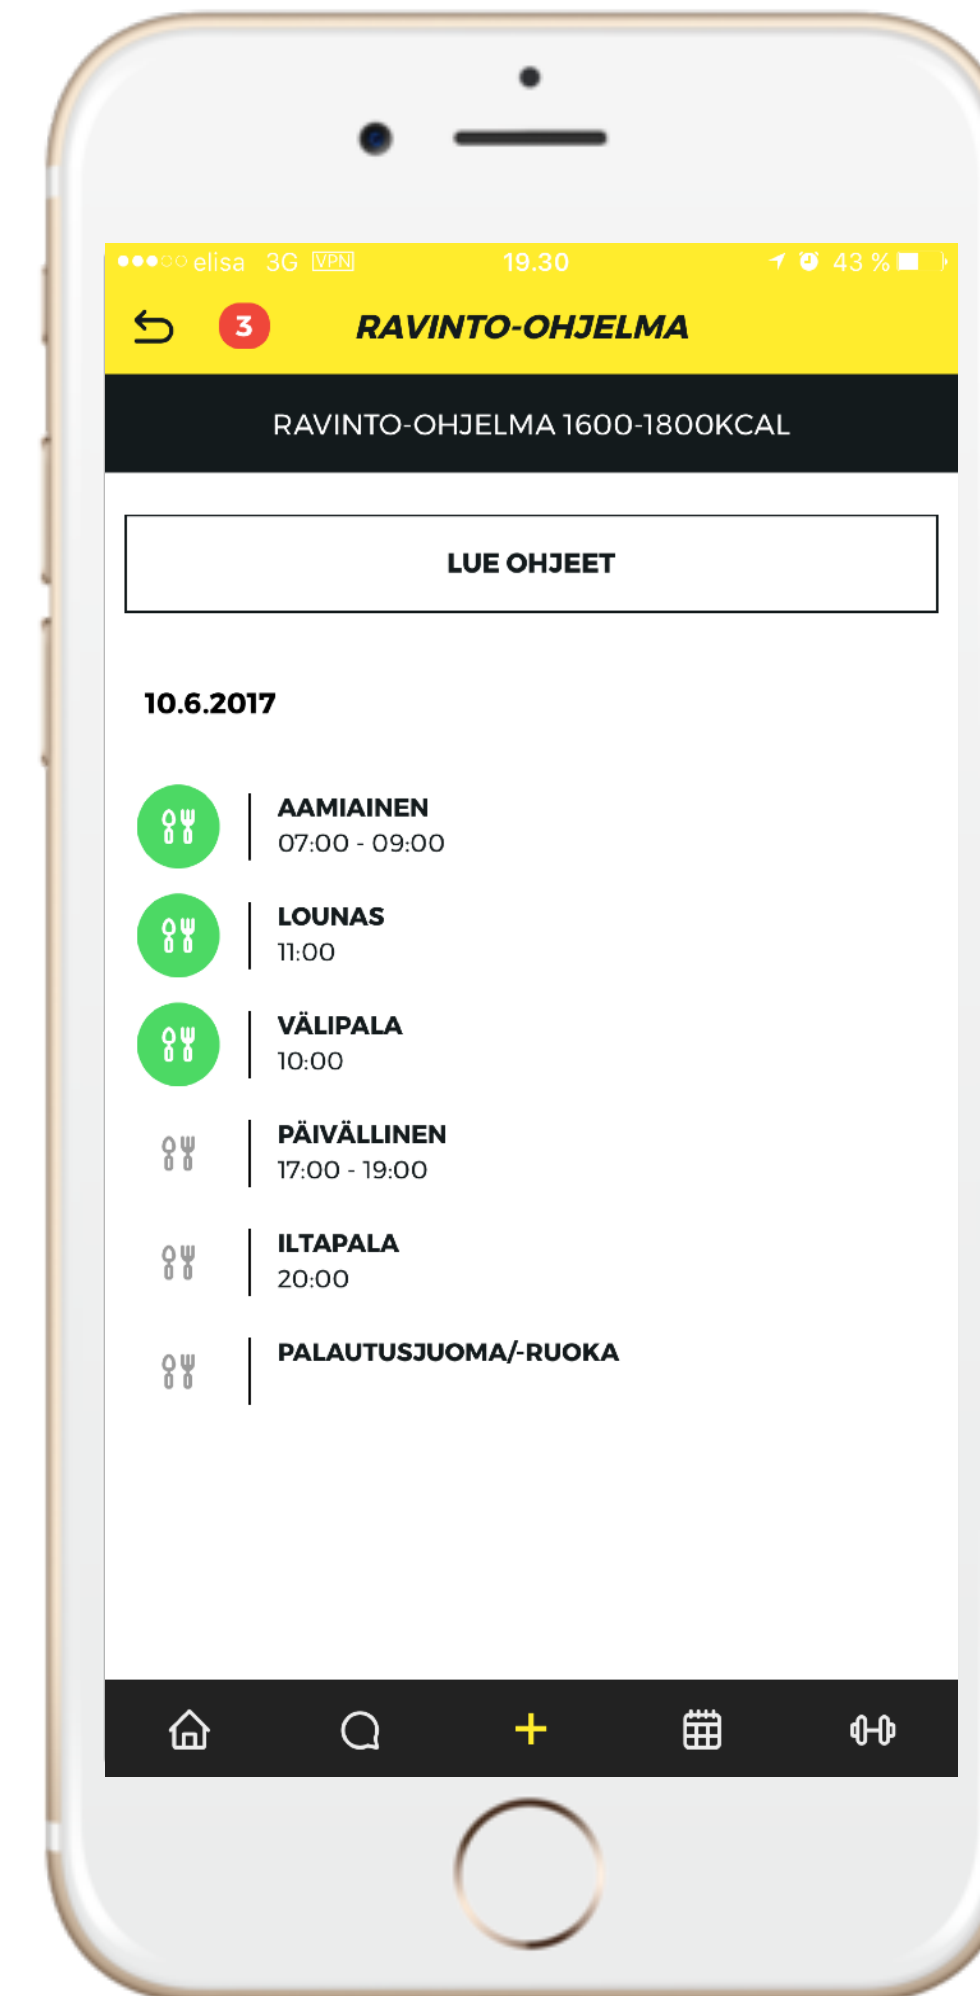 elisa 3G VPN 19.30 43 %
3 RAVINTO-OHJELMA
RAVINTO-OHJELMA 1600-1800KCAL
LUE OHJEET
10.6.2017
AAMIAINEN
07:00 - 09:00
LOUNAS
11:00
VÄLIPALA
10:00
PÄIVÄLLINEN
17:00 - 19:00
ILTAPALA
20:00
PALAUTUSJUOMA/-RUOKA